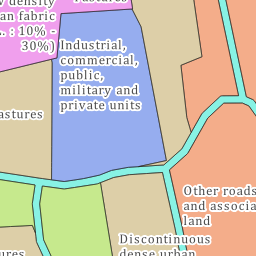 density
an fabric
. : 10% -
30%)
Industrial,
commercial,
public,
military and
private units
astures
Other roads
and associa
land
Discontinuous
dense urban